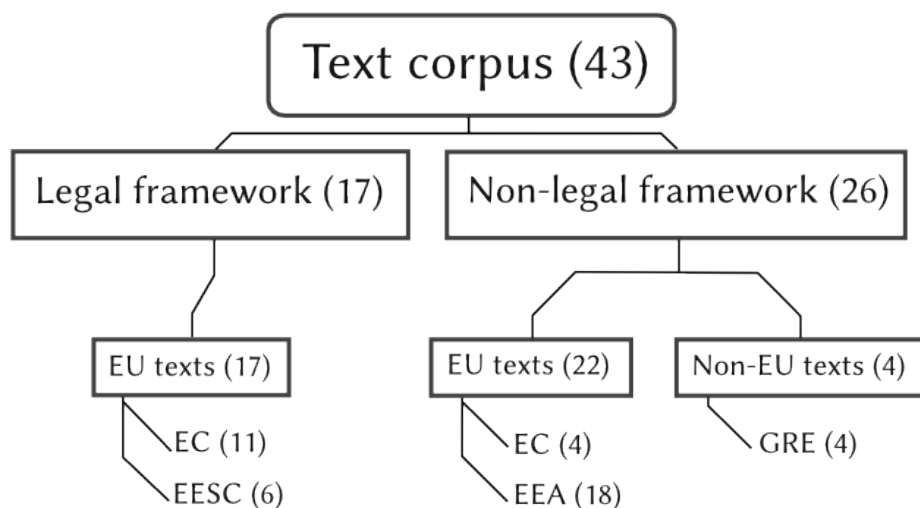 Text corpus (43)
Legal framework (17)
Non-legal framework (26)
EU texts (17)
EU texts (22)
Non-EU texts (4)
EC (11)
EC (4)
GRE (4)
EESC (6)
EEA (18)